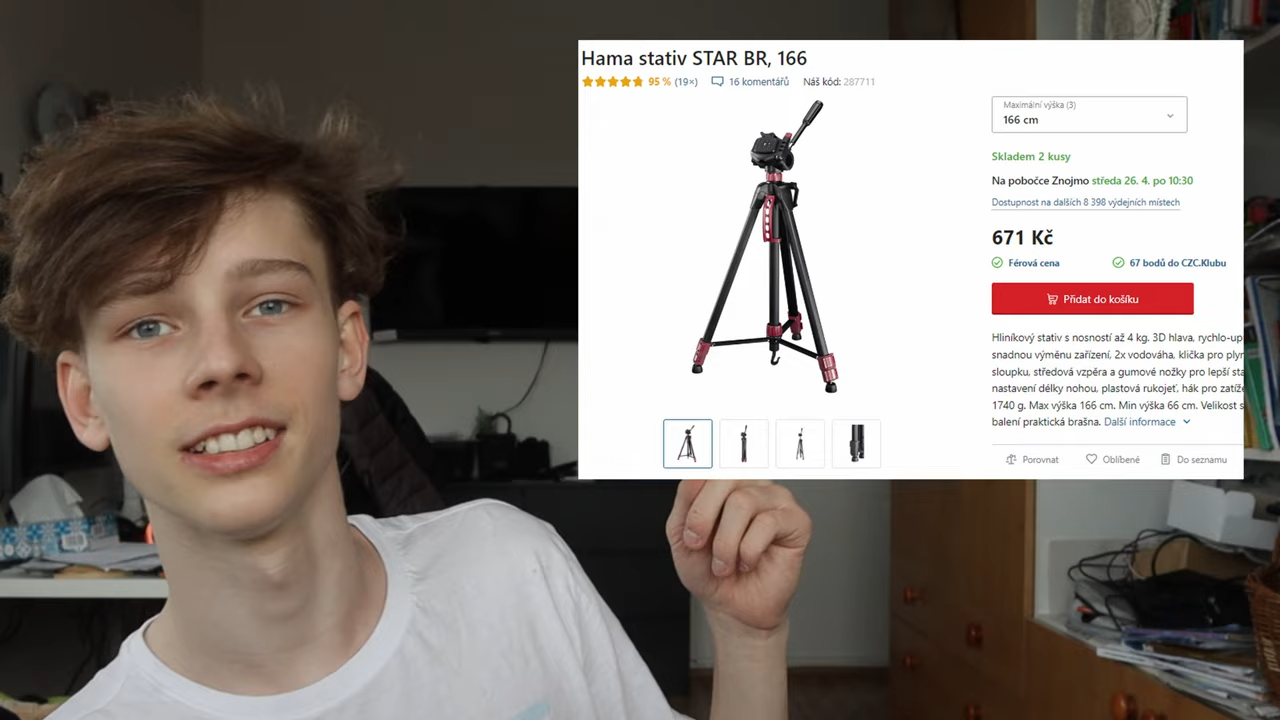 Hama stativ STAR BR, 166
95 % (19×) 16 komentářů Náš kód: 287711
Maximální výška (3)
166 cm
Skladem 2 kusy
Na pobočce Znojmo středa 26. 4. po 10:30
Dostupnost na dalších 8 398 výdejních místech
671 Kč
Férová cena 67 bodů do CZC.Klubu
Přidat do košíku
Hliníkový stativ s nosností až 4 kg. 3D hlava, rychlo-up
snadnou výměnu zařízení, 2x vodováha, klička pro plyn
sloupku, středová vzpěra a gumové nožky pro lepší sta
nastavení délky nohou, plastová rukojeť, hák pro zatíže
1740 g. Max výška 166 cm. Min výška 66 cm. Velikost s
balení praktická brašna. Další informace
Porovnat Oblíbené Do seznamu